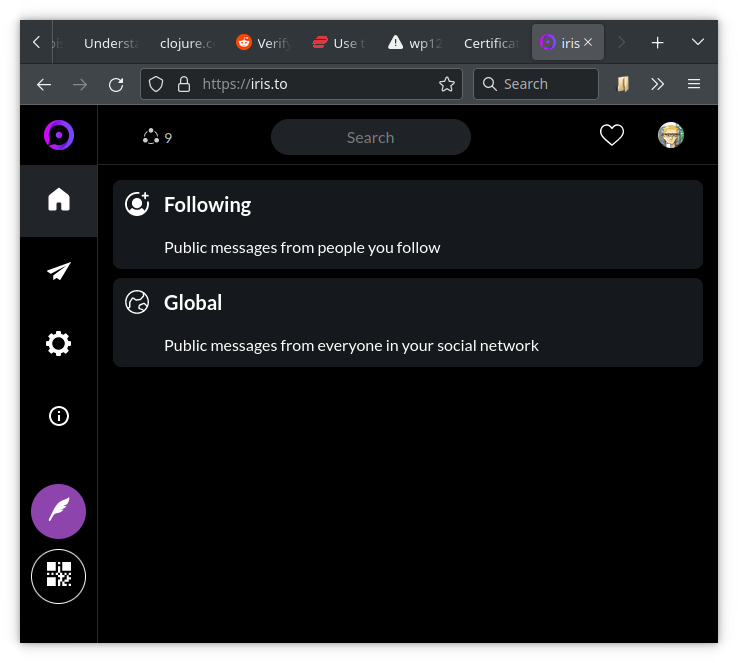 Understa
clojure.c
Verify
Use t
wp12
Certificat
iris
https://iris.to
Search
9
Search
Following
Public messages from people you follow
Global
Public messages from everyone in your social network